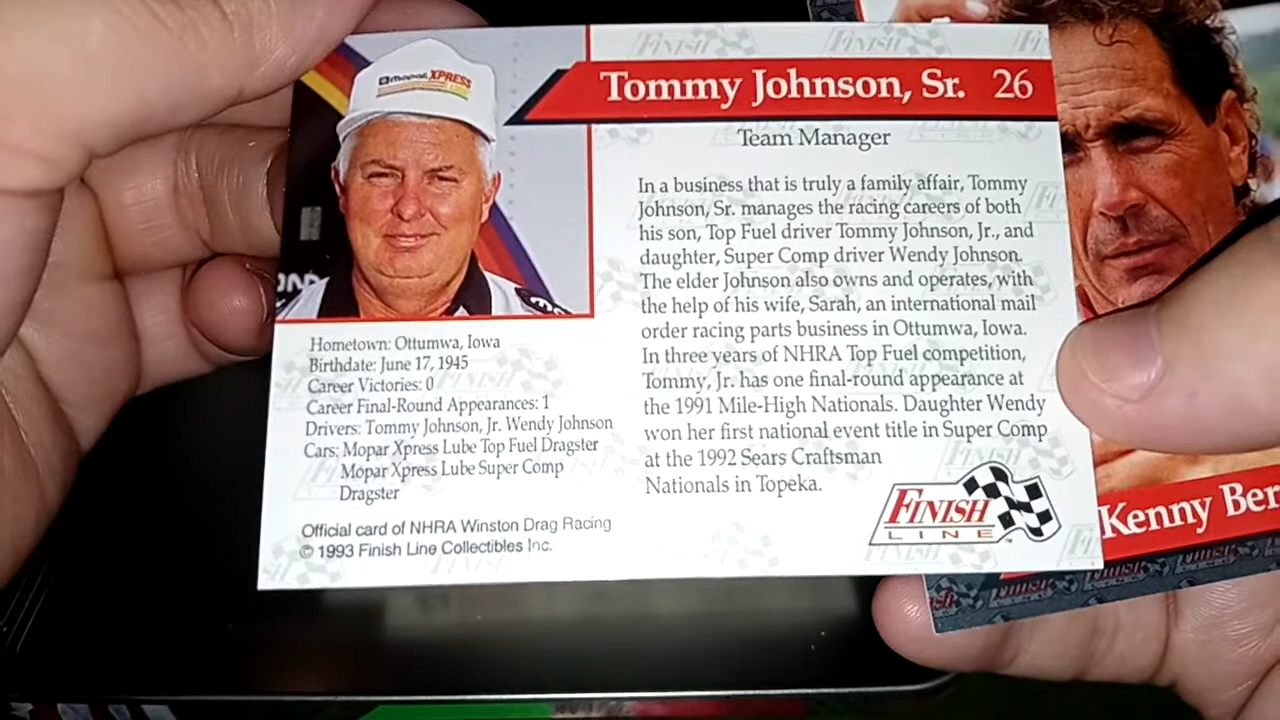 mopar XPRESS
Tommy Johnson, Sr. 26
Team Manager
In a business that is truly a family affair, Tommy
Johnson, Sr. manages the racing careers of both
his son, Top Fuel driver Tommy Johnson, Jr., and
daughter, Super Comp driver Wendy Johnson.
The elder Johnson also owns and operates, with
the help of his wife, Sarah, an international mail
order racing parts business in Ottumwa, Iowa.
In three years of NHRA Top Fuel competition,
Tommy, Jr. has one final-round appearance at
the 1991 Mile-High Nationals. Daughter Wendy
won her first national event title in Super Comp
at the 1992 Sears Craftsman
Nationals in Topeka.
Hometown: Ottumwa, Iowa
Birthdate: June 17, 1945
Career Victories: 0
Career Final-Round Appearances: 1
Drivers: Tommy Johnson, Jr. Wendy Johnson
Cars: Mopar Xpress Lube Top Fuel Dragster
Mopar Xpress Lube Super Comp
Dragster
Official card of NHRA Winston Drag Racing
© 1993 Finish Line Collectibles Inc.
FINISH
LINE
™
Kenny Ber